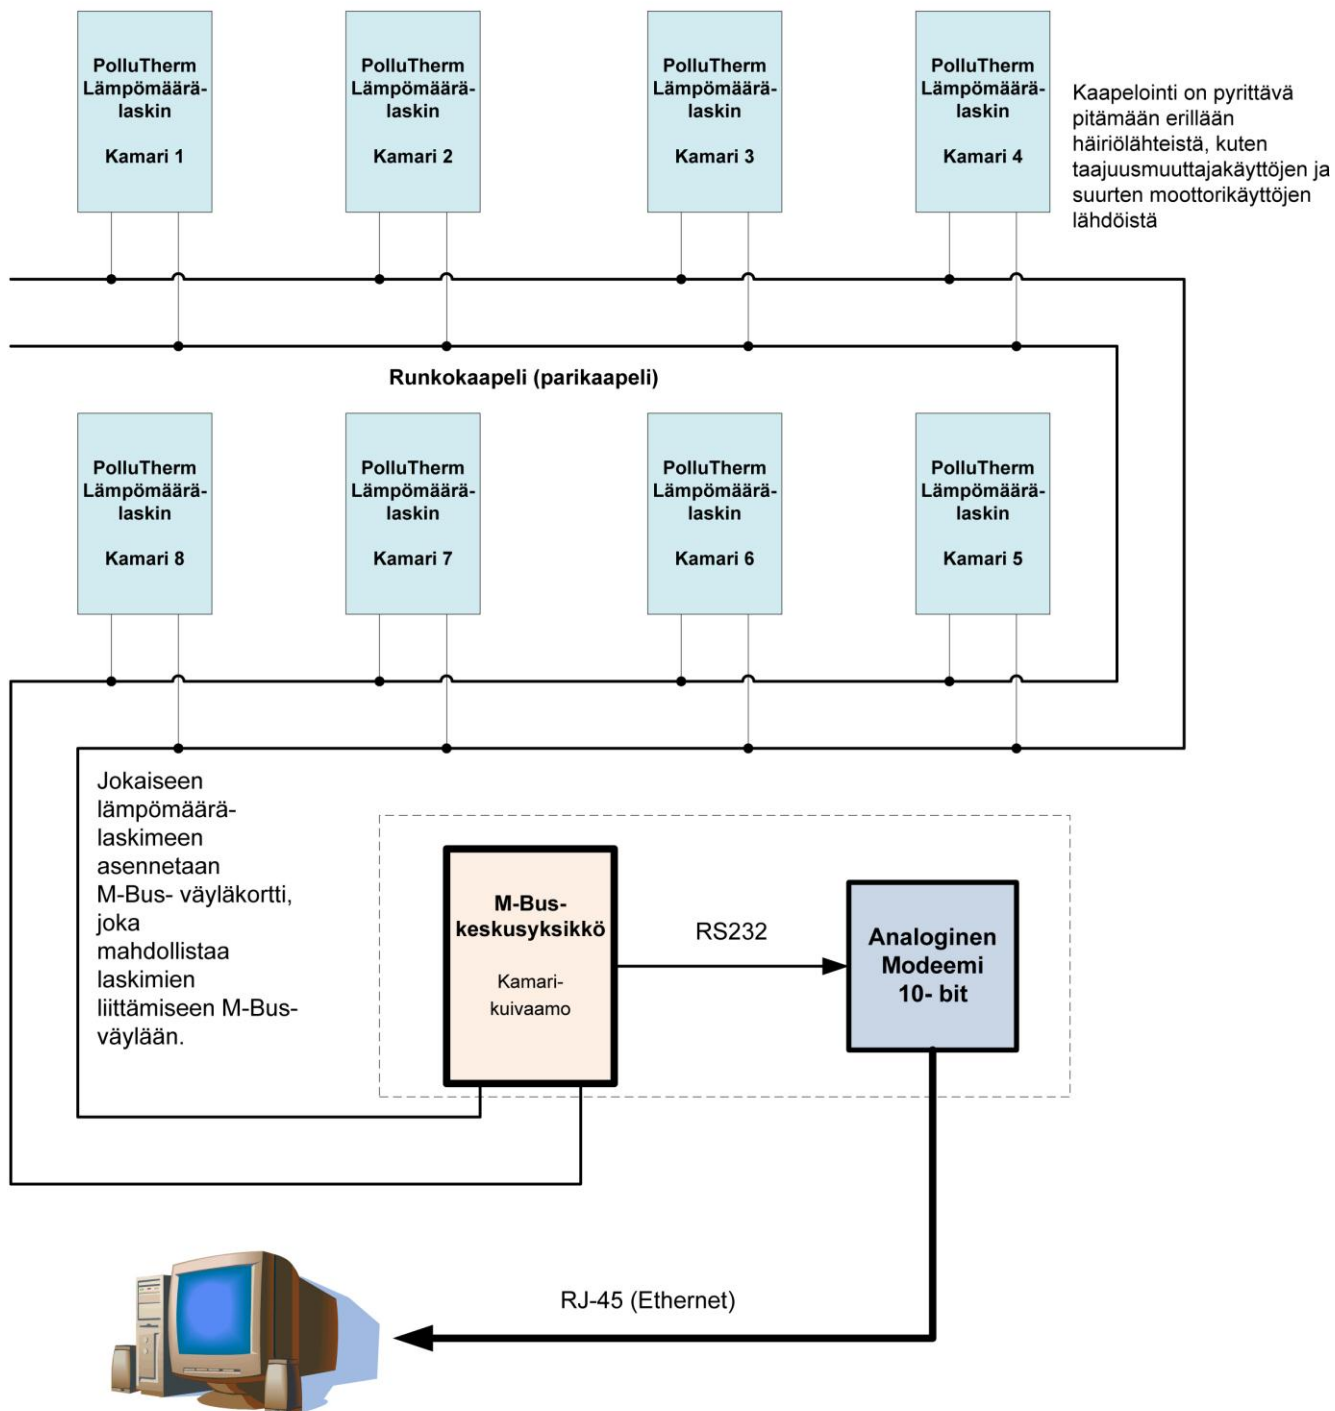 PolluTherm
Lämpömäärä-
laskin
Kamari 1
PolluTherm
Lämpömäärä-
laskin
Kamari 2
PolluTherm
Lämpömäärä-
laskin
Kamari 3
PolluTherm
Lämpömäärä-
laskin
Kamari 4
Kaapelointi on pyrittävä
pitämään erillään
häiriölähteistä, kuten
taajuusmuuttajakäyttöjen ja
suurten moottorikäyttöjen
lähdöistä
Runkokaapeli (parikaapeli)
PolluTherm
Lämpömäärä-
laskin
Kamari 8
PolluTherm
Lämpömäärä-
laskin
Kamari 7
PolluTherm
Lämpömäärä-
laskin
Kamari 6
PolluTherm
Lämpömäärä-
laskin
Kamari 5
Jokaiseen
lämpömäärä-
laskimeen
asennetaan
M-Bus- väyläkortti,
joka
mahdollistaa
laskimien
liittämiseen M-Bus-
väylään.
M-Bus-
keskusyksikkö
Kamari-
kuivaamo
RS232
Analoginen
Modeemi
10- bit
RJ-45 (Ethernet)